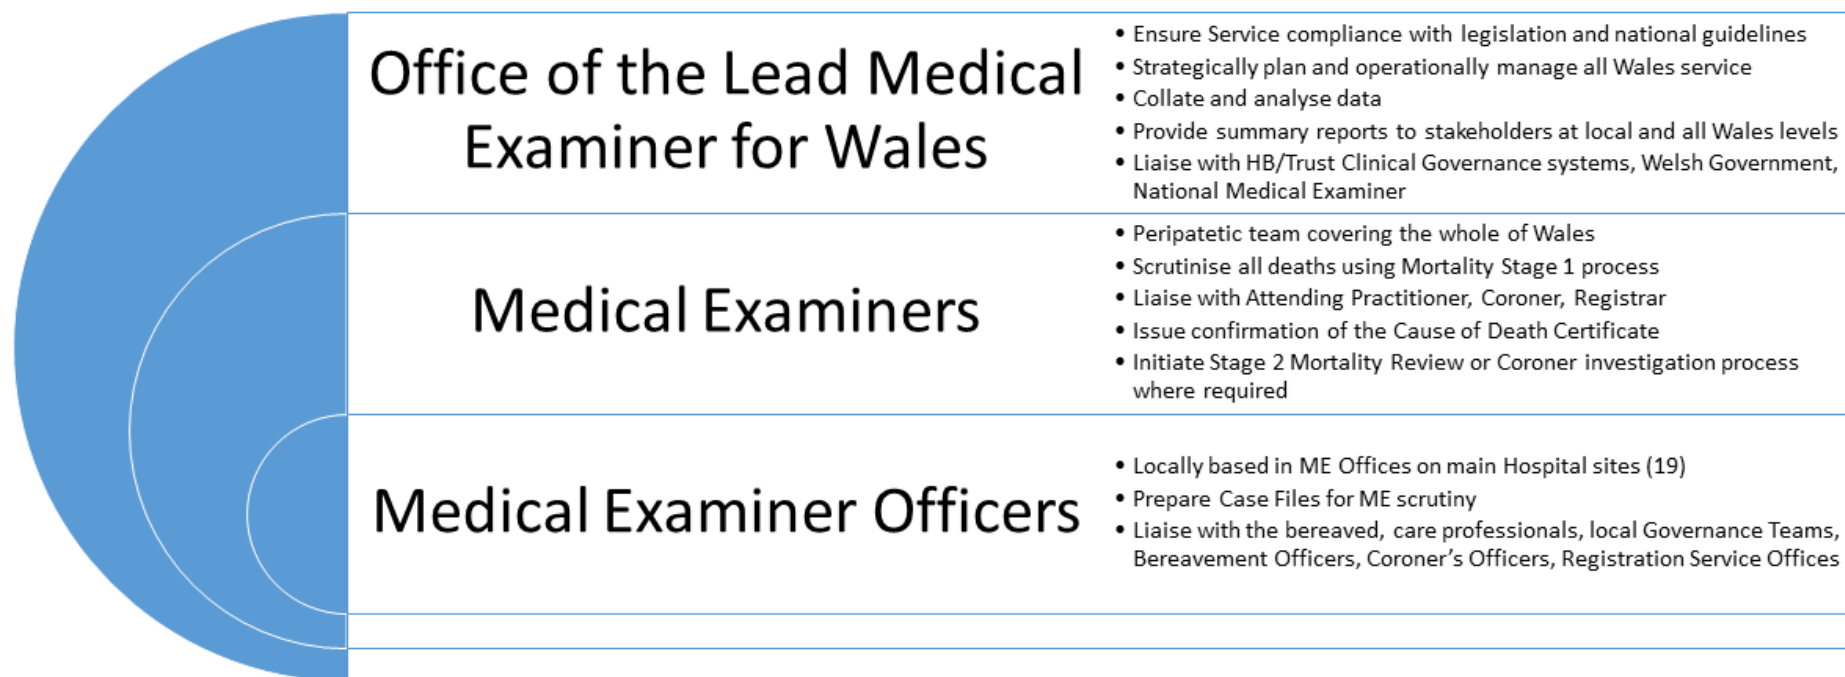 Office of the Lead Medical
Examiner for Wales
• Ensure Service compliance with legislation and national guidelines
• Strategically plan and operationally manage all Wales service
• Collate and analyse data
• Provide summary reports to stakeholders at local and all Wales levels
• Liaise with HB/Trust Clinical Governance systems, Welsh Government,
National Medical Examiner
Medical Examiners
• Peripatetic team covering the whole of Wales
• Scrutinise all deaths using Mortality Stage 1 process
• Liaise with Attending Practitioner, Coroner, Registrar
• Issue confirmation of the Cause of Death Certificate
• Initiate Stage 2 Mortality Review or Coroner investigation process
where required
Medical Examiner Officers
• Locally based in ME Offices on main Hospital sites (19)
• Prepare Case Files for ME scrutiny
• Liaise with the bereaved, care professionals, local Governance Teams,
Bereavement Officers, Coroner’s Officers, Registration Service Offices